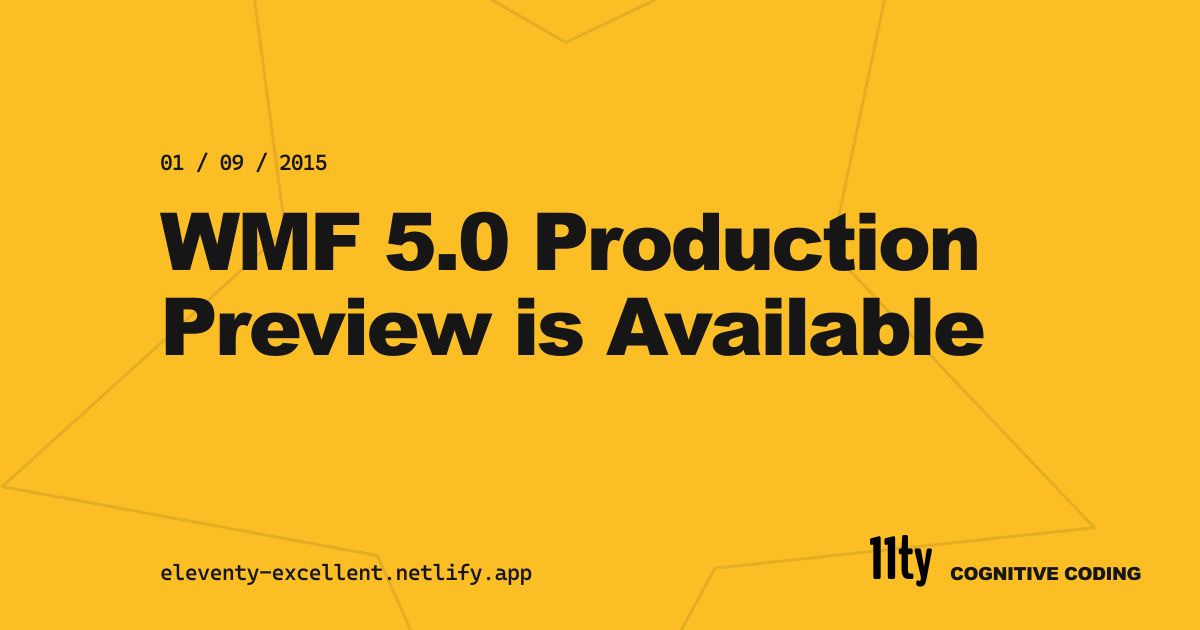 01 / 09 / 2015
WMF 5.0 Production
Preview is Available
eleventy-excellent.netlify.app
11ty COGNITIVE CODING